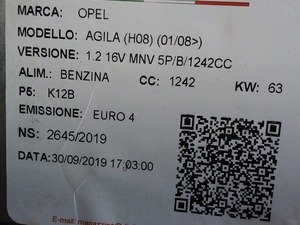 MARCA: OPEL
MODELLO: AGILA (H08) (01/08>)
VERSIONE: 1.2 16V MNV 5P/B/1242CC
ALIM.: BENZINA CC: 1242 KW: 63
P5: K12B
EMISSIONE: EURO 4
NS: 2645/2019
DATA:30/09/2019 17:03:00
E-mail: